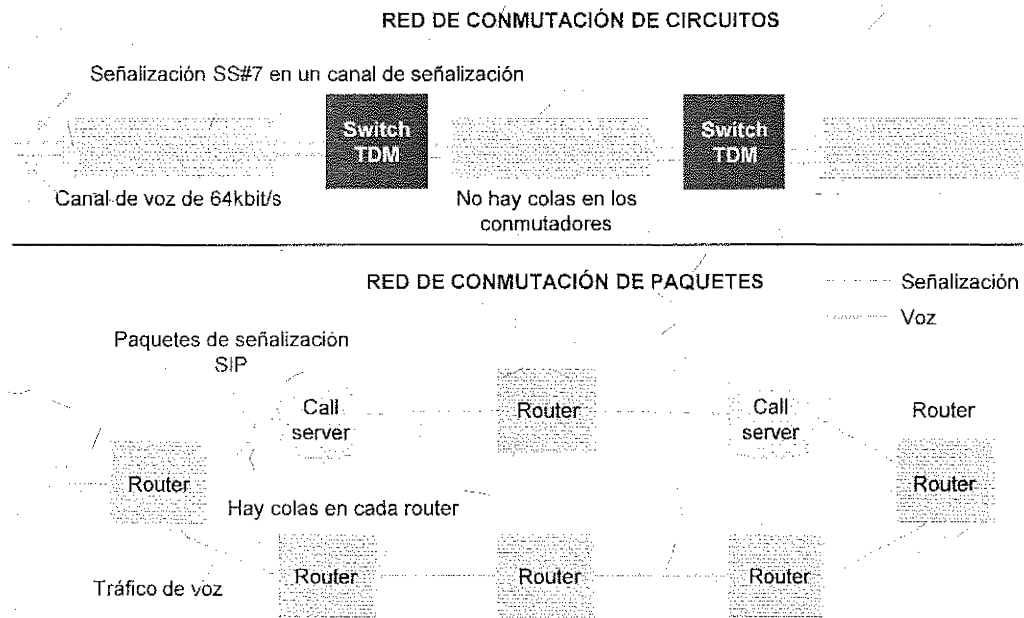 RED DE CONMUTACIÓN DE CIRCUITOS
Señalización SS#7 en un canal de señalización
Switch
TDM
Switch
TDM
Canal de voz de 64kbit/s
No hay colas en los
conmutadores
RED DE CONMUTACIÓN DE PAQUETES
Señalización
Voz
Paquetes de señalización
SIP
Call
server
Router
Call
server
Router
Router
Router
Hay colas en cada router
Router
Router
Router
Tráfico de voz